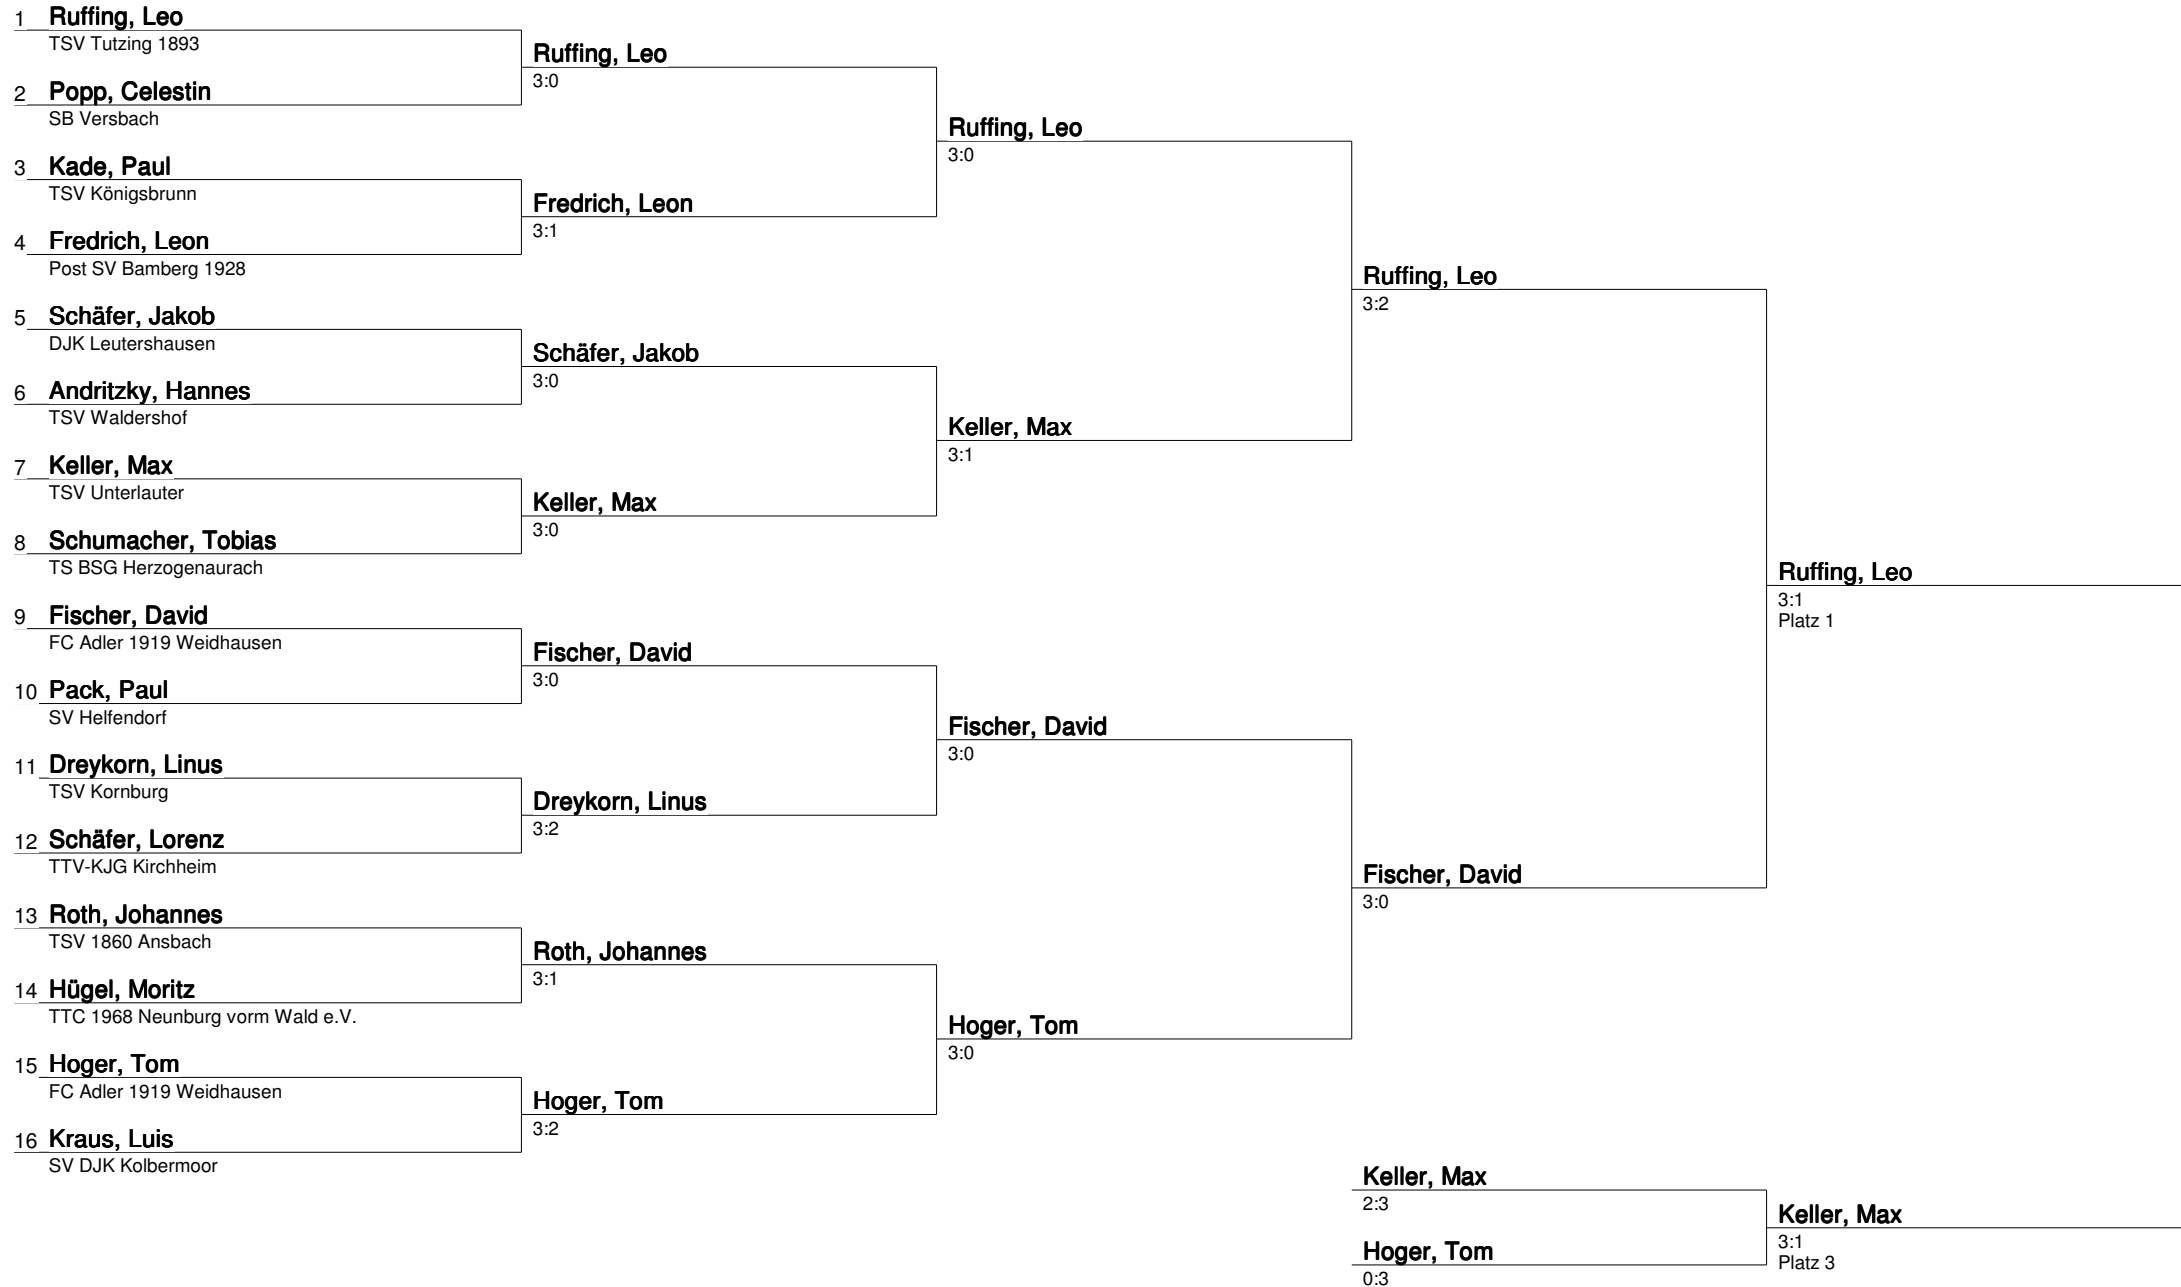 1 Ruffing, Leo
TSV Tutzing 1893
2 Popp, Celestin
SB Versbach
3 Kade, Paul
TSV Königsbrunn
4 Fredrich, Leon
Post SV Bamberg 1928
5 Schäfer, Jakob
DJK Leutershausen
6 Andritzky, Hannes
TSV Waldershof
7 Keller, Max
TSV Unterlauter
8 Schumacher, Tobias
TS BSG Herzogenaurach
9 Fischer, David
FC Adler 1919 Weidhausen
10 Pack, Paul
SV Helfendorf
11 Dreykorn, Linus
TSV Kornburg
12 Schäfer, Lorenz
TTV-KJG Kirchheim
13 Roth, Johannes
TSV 1860 Ansbach
14 Hügel, Moritz
TTC 1968 Neunburg vorm Wald e.V.
15 Hoger, Tom
FC Adler 1919 Weidhausen
16 Kraus, Luis
SV DJK Kolbermoor
Ruffing, Leo
3:0
Fredrich, Leon
3:1
Schäfer, Jakob
3:0
Keller, Max
3:0
Fischer, David
3:0
Dreykorn, Linus
3:2
Roth, Johannes
3:1
Hoger, Tom
3:2
Ruffing, Leo
3:0
Keller, Max
3:1
Fischer, David
3:0
Hoger, Tom
3:0
Ruffing, Leo
3:2
Fischer, David
3:0
Keller, Max
2:3
Hoger, Tom
0:3
Ruffing, Leo
3:1
Platz 1
Keller, Max
3:1
Platz 3